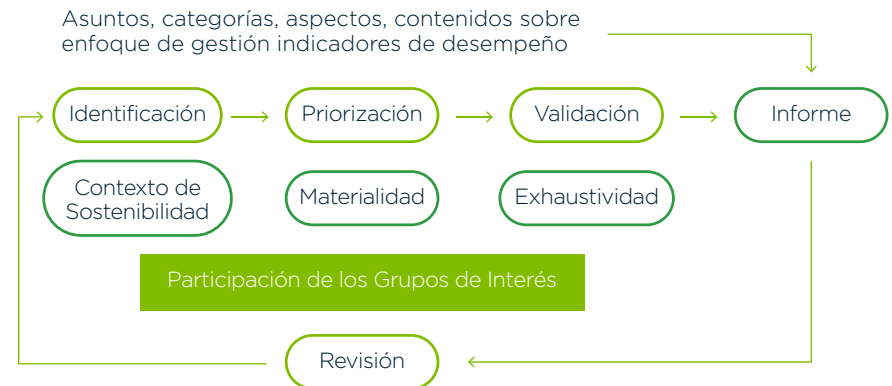 Asuntos, categorías, aspectos, contenidos sobre
enfoque de gestión indicadores de desempeño
Identificación
Priorización
Validación
Informe
Contexto de
Sostenibilidad
Materialidad
Exhaustividad
Participación de los Grupos de Interés
Revisión